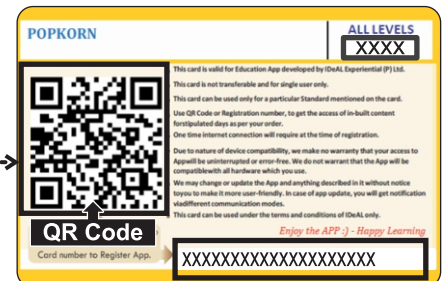 POPKORN
ALL LEVELS
XXXX
This card is valid for Education App developed by IDeAL Experiential (P) Ltd.
This card is not transferable and for single user only.
This card can be used only for a particular Standard mentioned on the card.
Use QR Code or Registration number, to get the access of in-built content
forstipulated days as per your order.
One time internet connection will require at the time of registration.
Due to nature of device compatibility, we make no warranty that your access to
Appwill be uninterrupted or error-free. We do not warrant that the App will be
compatiblewith all hardware which you use.
We may change or update the App and anything described in it without notice
toyou to make it more user-friendly. In case of app update, you will get notification
viadifferent communication modes.
This card can be used under the terms and conditions of IDeAL only.
QR Code
Enjoy the APP :) - Happy Learning
Card number to Register App.
XXXXXXXXXXXXXXXXXXXX